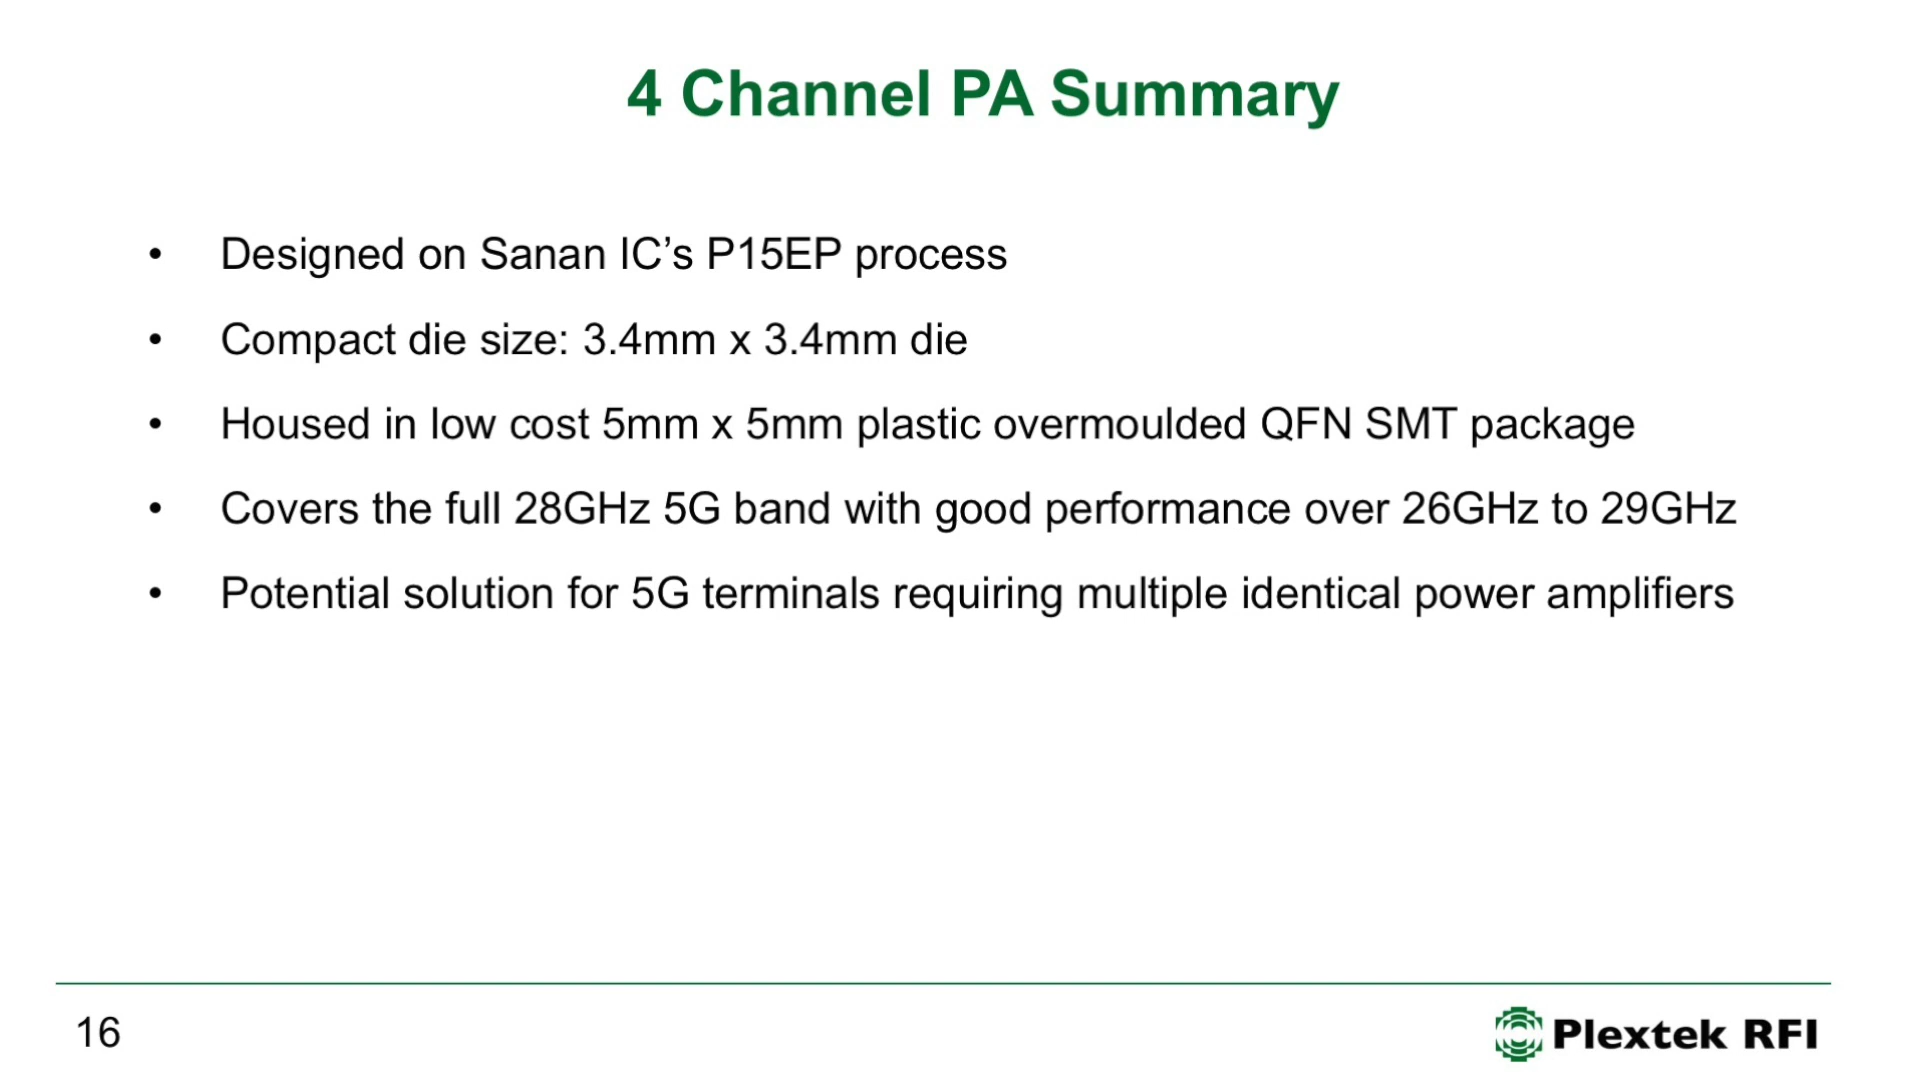 4 Channel PA Summary
• Designed on Sanan IC’s P15EP process
• Compact die size: 3.4mm x 3.4mm die
• Housed in low cost 5mm x 5mm plastic overmoulded QFN SMT package
• Covers the full 28GHz 5G band with good performance over 26GHz to 29GHz
• Potential solution for 5G terminals requiring multiple identical power amplifiers
16
Plextek RFI